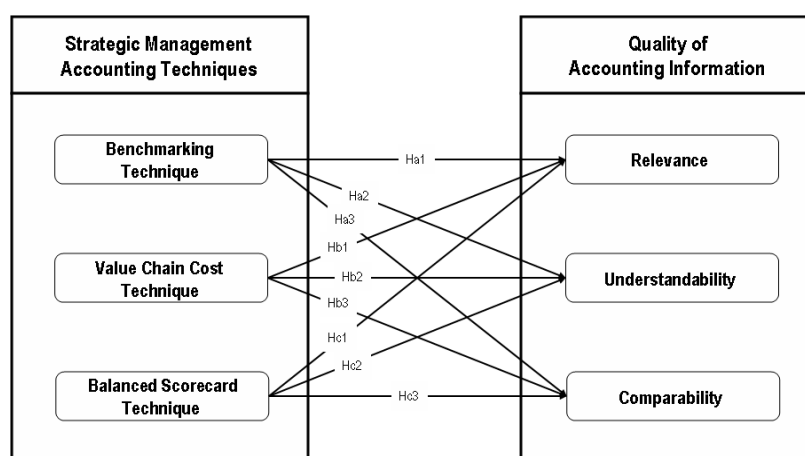 Strategic Management
Accounting Techniques
Quality of
Accounting Information
Benchmarking
Technique
Ha1
Relevance
Ha2
Ha3
Hb1
Value Chain Cost
Technique
Hb2
Understandability
Hb3
Hc1
Hc2
Balanced Scorecard
Technique
Hc3
Comparability